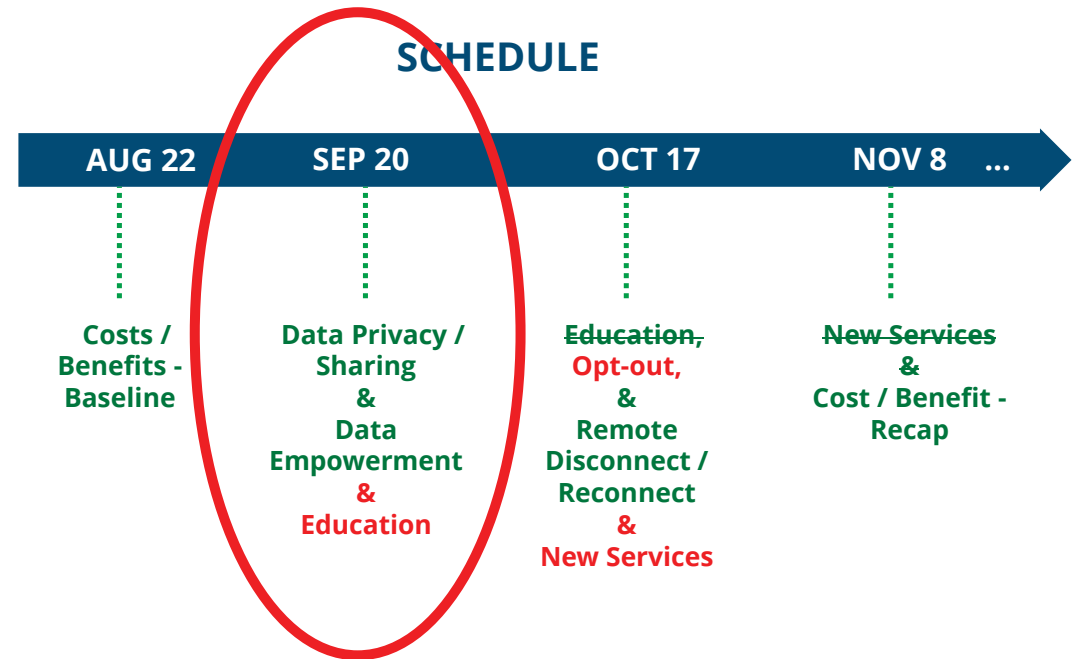 SCHEDULE
AUG 22
SEP 20
OCT 17
NOV 8 ...
Costs /
Benefits -
Baseline
Data Privacy /
Sharing
&
Data
Empowerment
&
Education
Education,
Opt-out,
&
Remote
Disconnect /
Reconnect
&
New Services
New Services
&
Cost / Benefit -
Recap